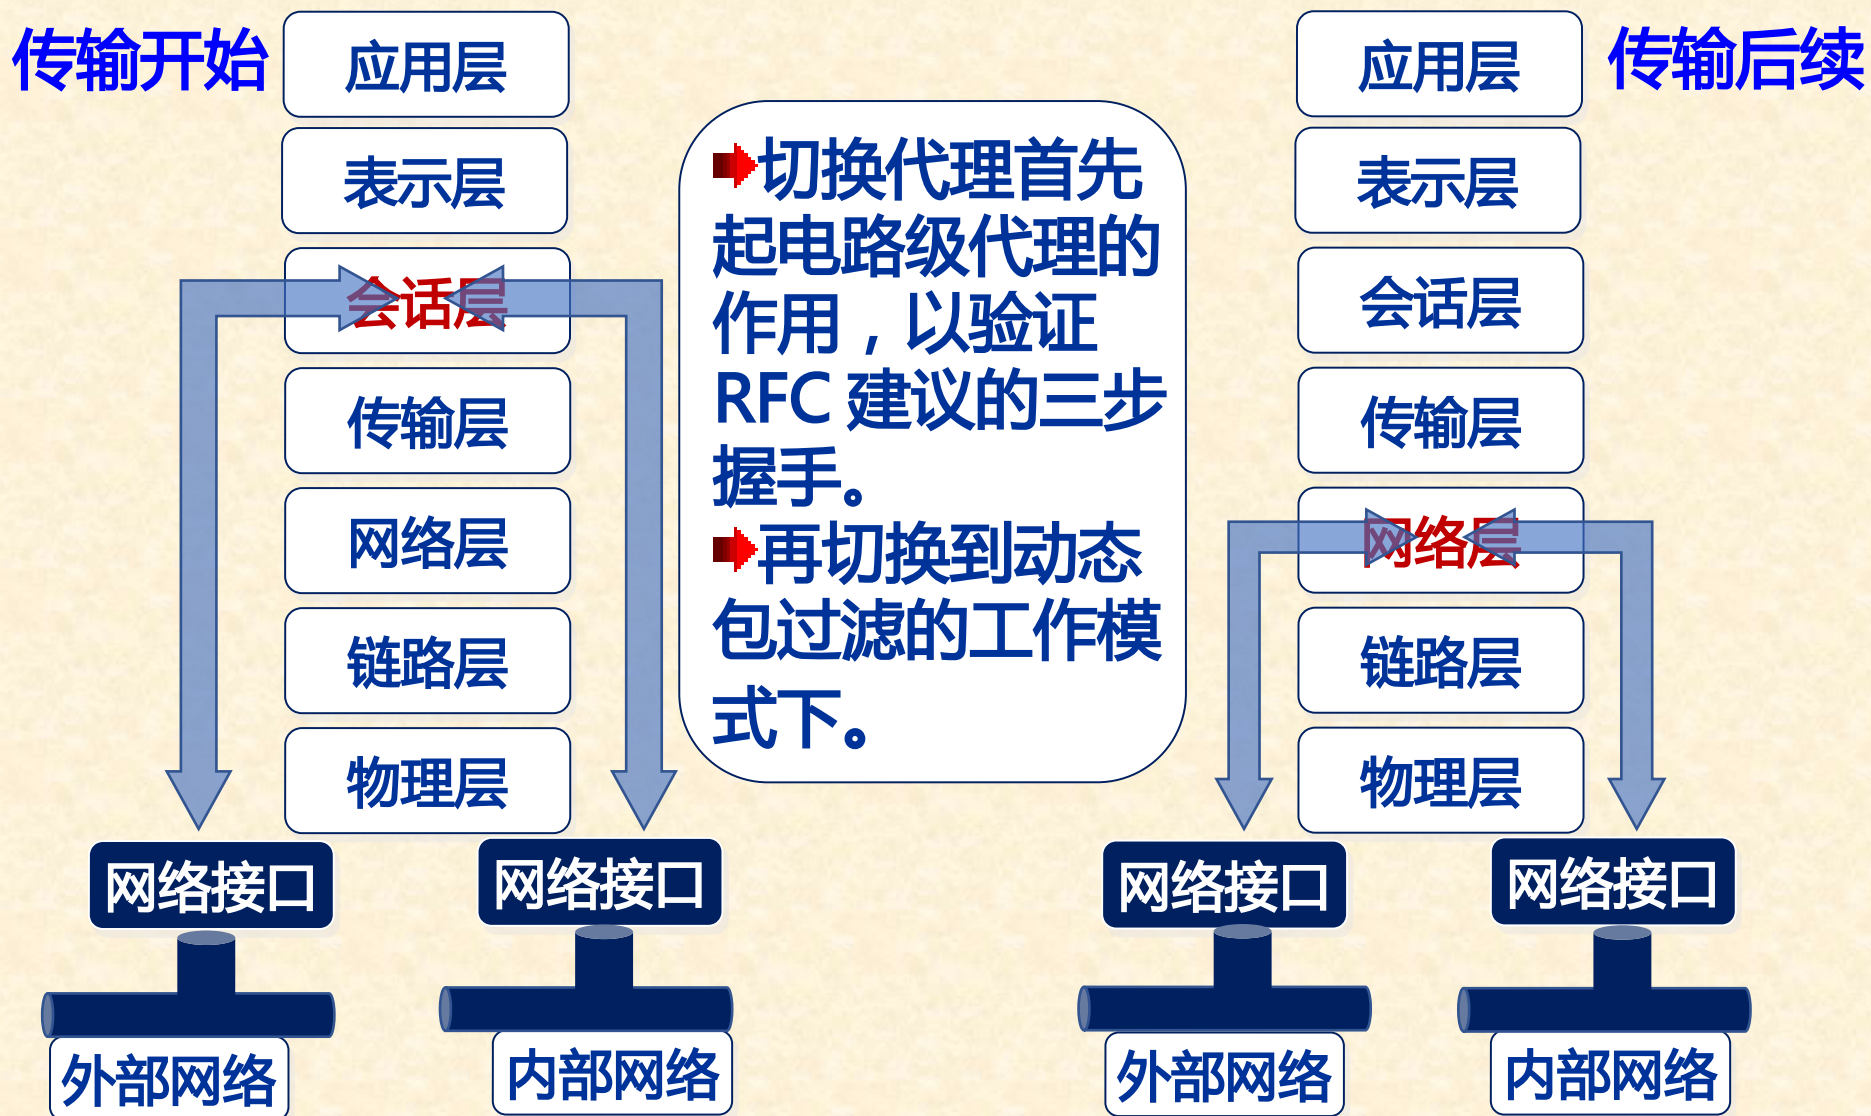 传输开始
应用层
表示层
会话层
传输层
网络层
链路层
物理层
网络接口
网络接口
外部网络
内部网络
切换代理首先
起电路级代理的
作用，以验证
RFC 建议的三步
握手。
再切换到动态
包过滤的工作模
式下。
传输后续
应用层
表示层
会话层
传输层
网络层
链路层
物理层
网络接口
网络接口
外部网络
内部网络